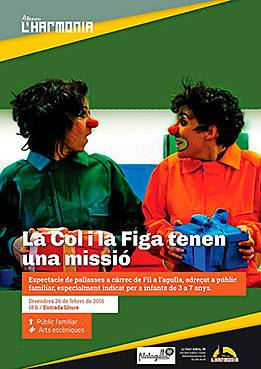 Ateneu
L'HARMONIA
La Col i la Figa tenen
una missió
Espectacle de pallasses a càrrec de Fil a l'agulla, adreçat a públic
familiar, especialment indicat per a infants de 3 a 7 anys.
Divendres 26 de febrer de 2016
18 h / Entrada Lliure
Públic familiar
Arts escèniques